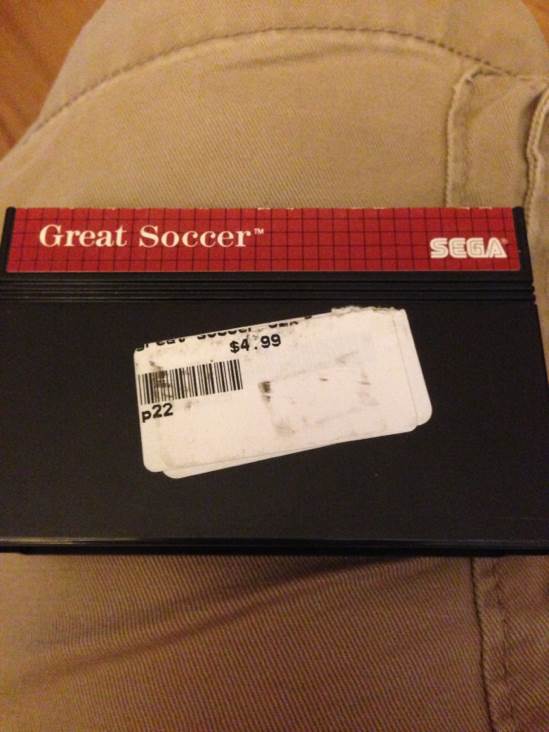 Great Soccer™
SEGA®
$4.99
p22